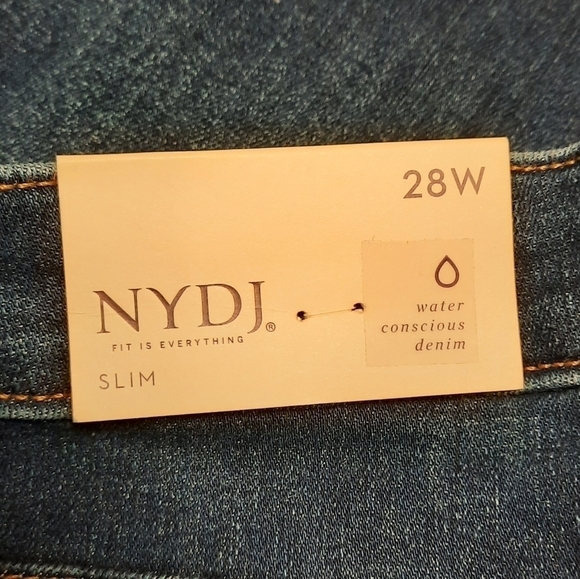 28W
water
conscious
denim
NYDJ®
FIT IS EVERYTHING
SLIM